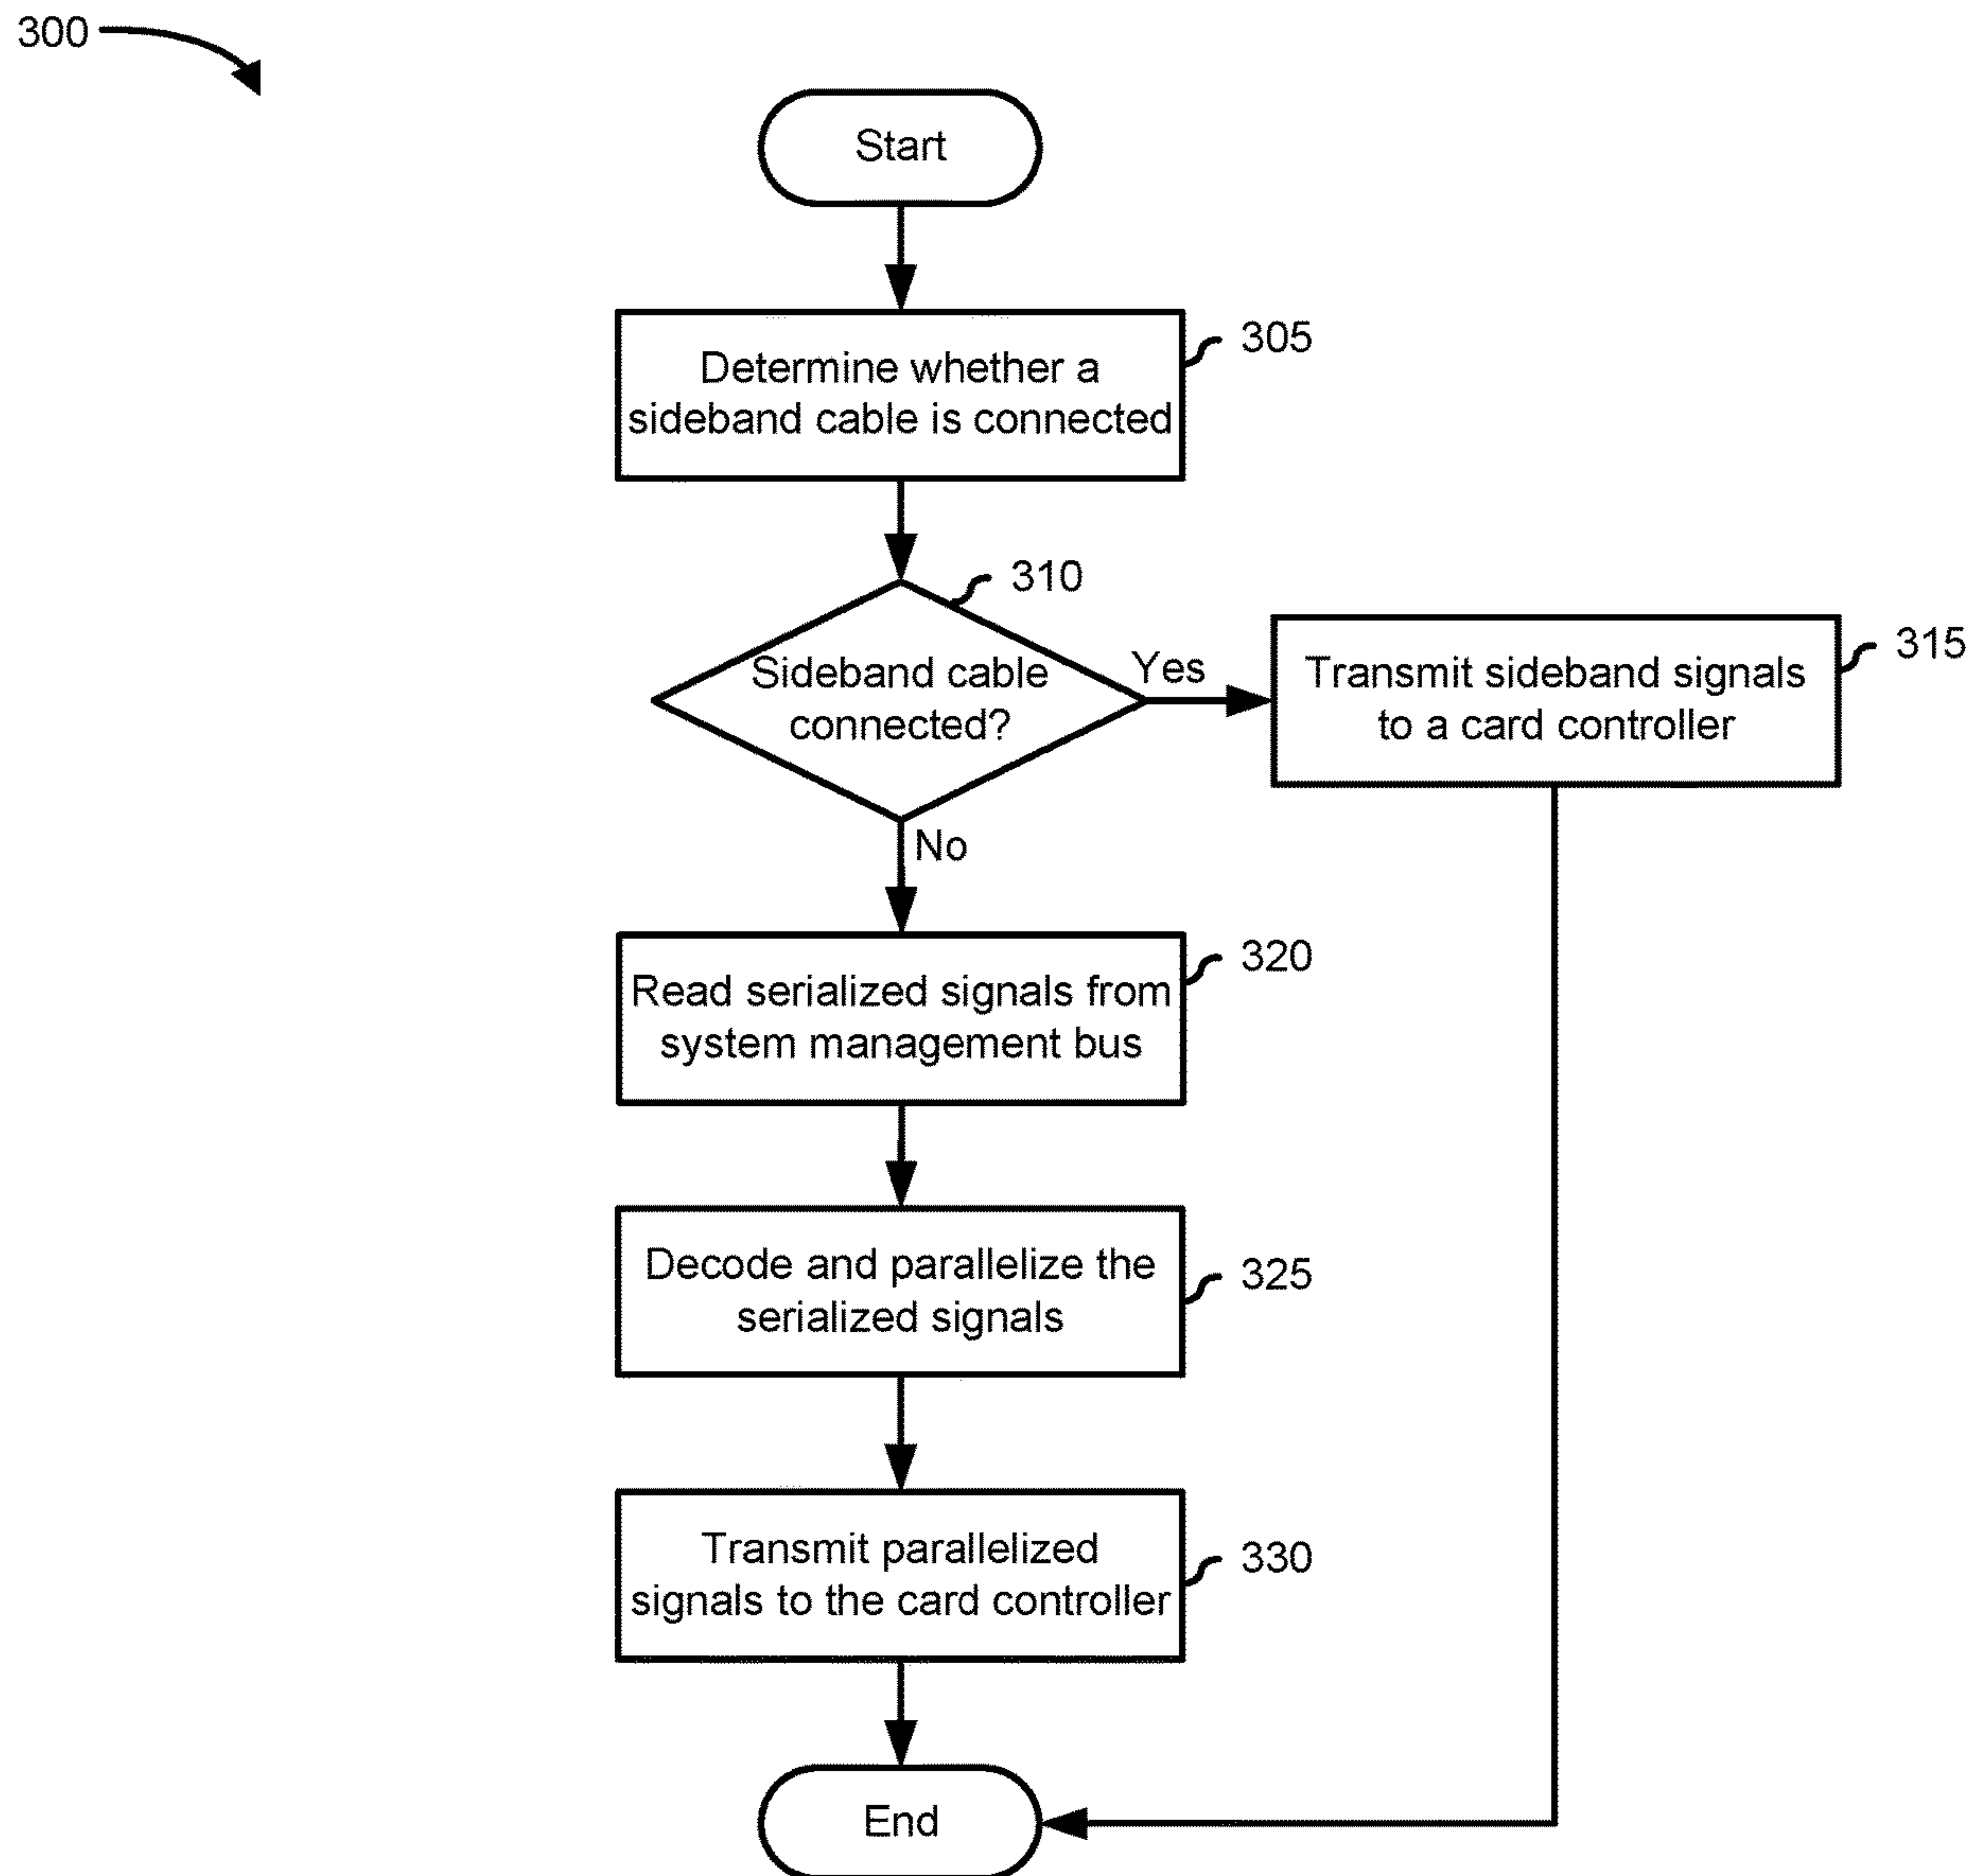 300
Start
Determine whether a
sideband cable is connected
305
310
Sideband cable
connected?
Yes
Transmit sideband signals
to a card controller
315
No
Read serialized signals from
system management bus
320
Decode and parallelize the
serialized signals
325
Transmit parallelized
signals to the card controller
330
End